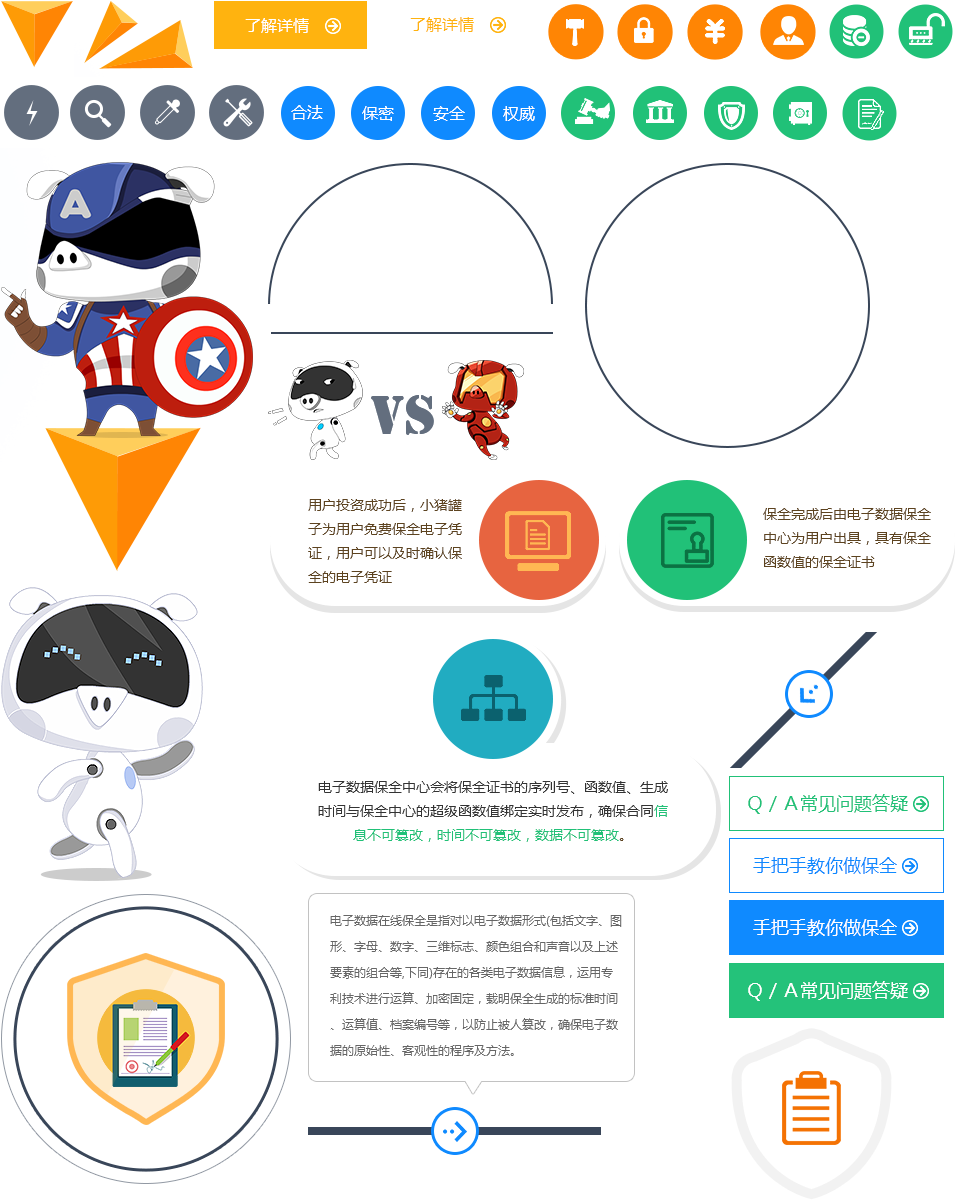 了解详情
了解详情
合法
保密
安全
权威
A
VS
用户投资成功后，小猪罐
子为用户免费保全电子凭
证，用户可以及时确认保
全的电子凭证
保全完成后由电子数据保全
中心为用户出具，具有保全
函数值的保全证书
电子数据保全中心会将保全证书的序列号、函数值、生成
时间与保全中心的超级函数值绑定实时发布，确保合同信
息不可篡改，时间不可篡改，数据不可篡改。
Q / A常见问题答疑
手把手教你做保全
手把手教你做保全
Q / A常见问题答疑
电子数据在线保全是指对以电子数据形式(包括文字、图
形、字母、数字、三维标志、颜色组合和声音以及上述
要素的组合等,下同)存在的各类电子数据信息，运用专
利技术进行运算、加密固定，载明保全生成的标准时间
、运算值、档案编号等，以防止被人篡改，确保电子数
据的原始性、客观性的程序及方法。